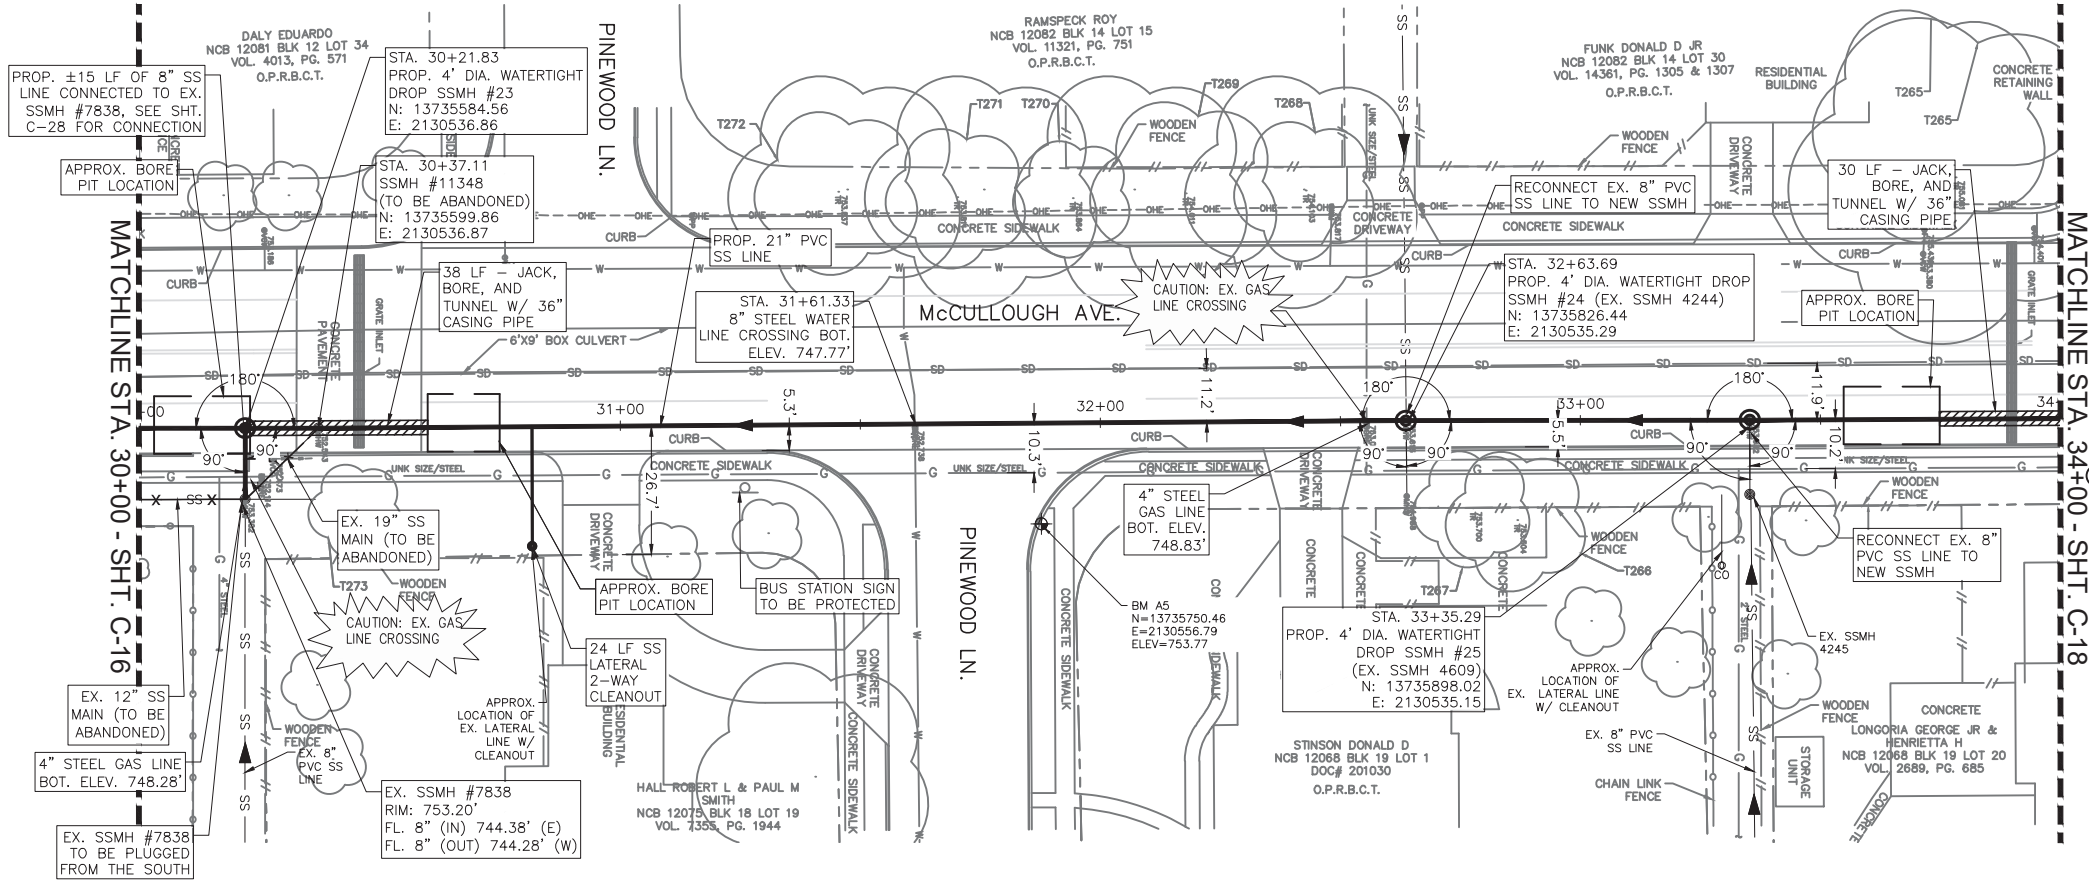 DALY EDUARDO
NCB 12081 BLK 12 LOT 34
VOL. 4013, PG. 571
O.P.R.B.C.T.
RAMSPECK ROY
NCB 12082 BLK 14 LOT 15
VOL. 11321, PG. 751
O.P.R.B.C.T.
FUNK DONALD D JR
NCB 12082 BLK 14 LOT 30
VOL. 14361, PG. 1305 & 1307
O.P.R.B.C.T.
RESIDENTIAL
BUILDING
CONCRETE
RETAINING
WALL
PROP. ±15 LF OF 8" SS
LINE CONNECTED TO EX.
SSMH #7838, SEE SHT.
C-28 FOR CONNECTION
STA. 30+21.83
PROP. 4' DIA. WATERTIGHT
DROP SSMH #23
N: 13735584.56
E: 2130536.86
PINEWOOD LN.
T272
T271
T270
T269
T268
T265
T265
WOODEN
FENCE
WOODEN
FENCE
UNK SIZE/STEEL
CONCRETE
DRIVEWAY
APPROX. BORE
PIT LOCATION
STA. 30+37.11
SSMH #11348
(TO BE ABANDONED)
N: 13735599.86
E: 2130536.87
RECONNECT EX. 8" PVC
SS LINE TO NEW SSMH
30 LF – JACK,
BORE, AND
TUNNEL W/ 36"
CASING PIPE
CURB
CONCRETE SIDEWALK
CONCRETE
DRIVEWAY
CONCRETE SIDEWALK
CURB
CURB
CURB
PROP. 21" PVC
SS LINE
38 LF – JACK,
BORE, AND
TUNNEL W/ 36"
CASING PIPE
STA. 31+61.33
8" STEEL WATER
LINE CROSSING BOT.
ELEV. 747.77'
McCULLOUGH AVE.
CAUTION: EX. GAS
LINE CROSSING
STA. 32+63.69
PROP. 4' DIA. WATERTIGHT DROP
SSMH #24 (EX. SSMH 4244)
N: 13735826.44
E: 2130535.29
APPROX. BORE
PIT LOCATION
GRATE INLET
CONCRETE
PAVEMENT
GRATE INLET
6'X9' BOX CULVERT
MATCHLINE STA. 30+00 - SHT. C-16
MATCHLINE STA. 34+00 - SHT. C-18
180°
90°
90°
31+00
5.3'
26.7'
32+00
10.3'
11.2'
180°
90°
90°
33+00
5.5'
180°
90°
90°
11.9'
10.2'
CURB
CONCRETE SIDEWALK
UNK SIZE/STEEL
CONCRETE SIDEWALK
CURB
CONCRETE SIDEWALK
CURB
EX. 19" SS
MAIN (TO BE
ABANDONED)
T273
WOODEN
FENCE
CAUTION: EX. GAS
LINE CROSSING
4" STEEL
CONCRETE
DRIVEWAY
APPROX. BORE
PIT LOCATION
BUS STATION SIGN
TO BE PROTECTED
PINEWOOD LN.
4" STEEL
GAS LINE
BOT. ELEV.
748.83'
CONCRETE
DRIVEWAY
CONCRETE
CONCRETE
CONCRETE
WOODEN
FENCE
T267
T266
WOODEN
FENCE
RECONNECT EX. 8"
PVC SS LINE TO
NEW SSMH
CO
2" STEEL
BM A5
N=13735750.46
E=2130556.79
ELEV=753.77
STA. 33+35.29
PROP. 4' DIA. WATERTIGHT
DROP SSMH #25
(EX. SSMH 4609)
N: 13735898.02
E: 2130535.15
EX. SSMH
4245
APPROX.
LOCATION OF
EX. LATERAL LINE
W/ CLEANOUT
24 LF SS
LATERAL
2-WAY
CLEANOUT
APPROX.
LOCATION OF
EX. LATERAL
LINE W/
CLEANOUT
CONCRETE
DRIVEWAY
CONCRETE SIDEWALK
CONCRETE SIDEWALK
EX. 12" SS
MAIN (TO BE
ABANDONED)
WOODEN
FENCE
EX. 8"
PVC SS
LINE
4" STEEL GAS LINE
BOT. ELEV. 748.28'
EX. SSMH #7838
RIM: 753.20'
FL. 8" (IN) 744.38' (E)
FL. 8" (OUT) 744.28' (W)
EX. SSMH #7838
TO BE PLUGGED
FROM THE SOUTH
HALL ROBERT L & PAUL M
SMITH
NCB 12075 BLK 18 LOT 19
VOL. 7355, PG. 1944
STINSON DONALD D
NCB 12068 BLK 19 LOT 1
DOC# 201030
O.P.R.B.C.T.
EX. 8" PVC
SS LINE
CHAIN LINK
FENCE
WOODEN
FENCE
STORAGE
UNIT
CONCRETE
LONGORIA GEORGE JR &
HENRIETTA H
NCB 12068 BLK 19 LOT 20
VOL. 2689, PG. 685
CONCRETE